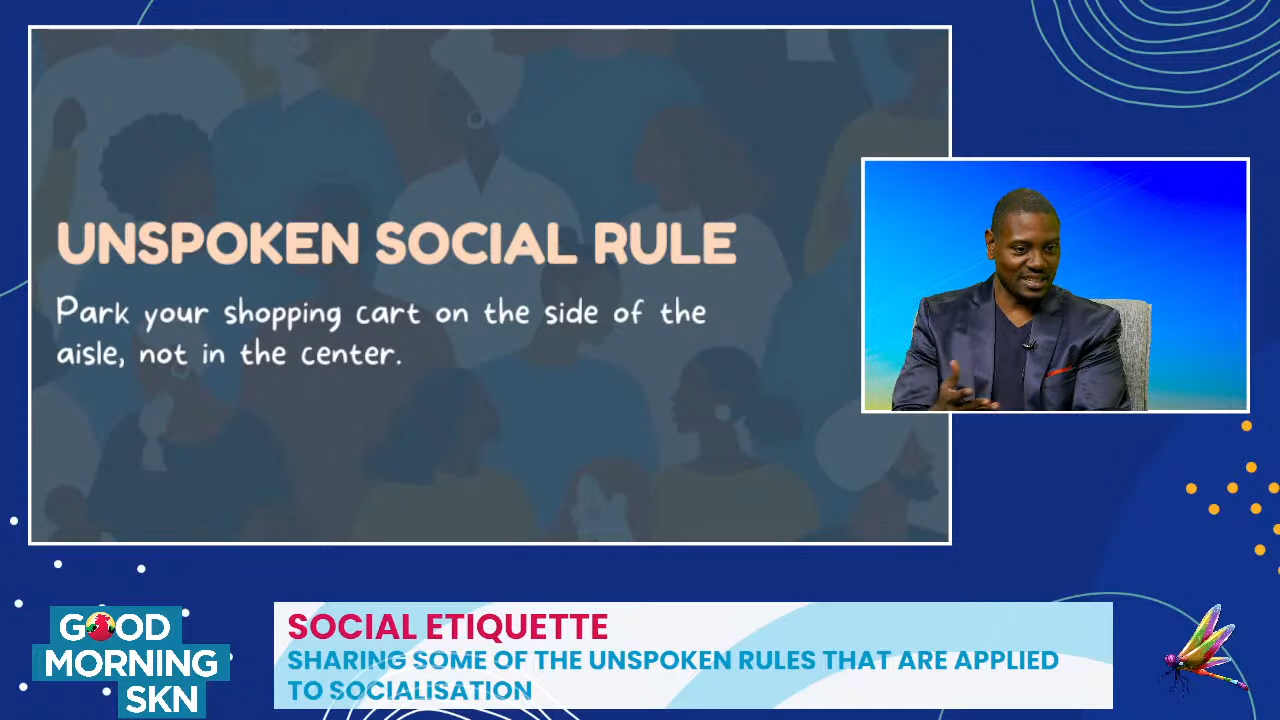 UNSPOKEN SOCIAL RULE
Park your shopping cart on the side of the
aisle, not in the center.
GOOD
MORNING
SKN
SOCIAL ETIQUETTE
SHARING SOME OF THE UNSPOKEN RULES THAT ARE APPLIED
TO SOCIALISATION